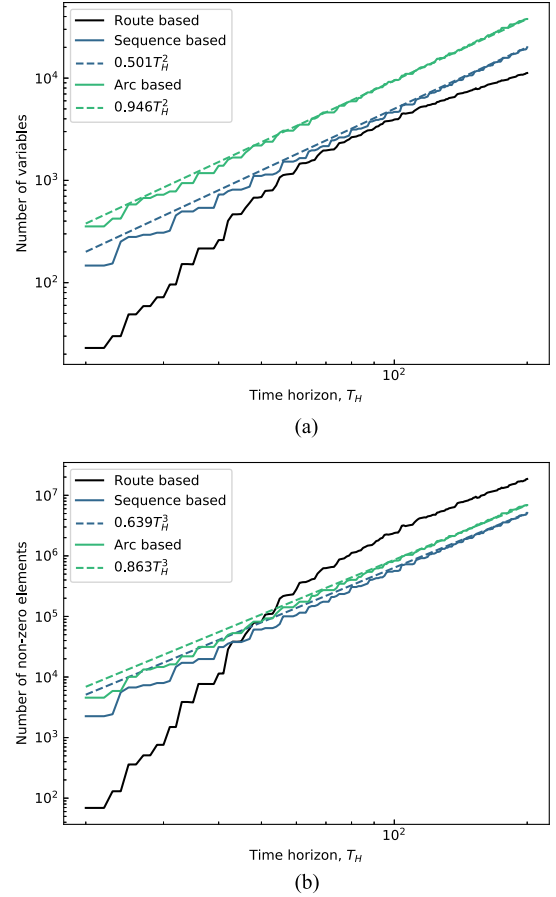 Route based
Sequence based
0.501T_H^2
Arc based
0.946T_H^2
Number of variables
10^4
10^3
10^2
10^2
Time horizon, T_H
(a)
Route based
Sequence based
0.639T_H^3
Arc based
0.863T_H^3
Number of non-zero elements
10^7
10^6
10^5
10^4
10^3
10^2
10^2
Time horizon, T_H
(b)